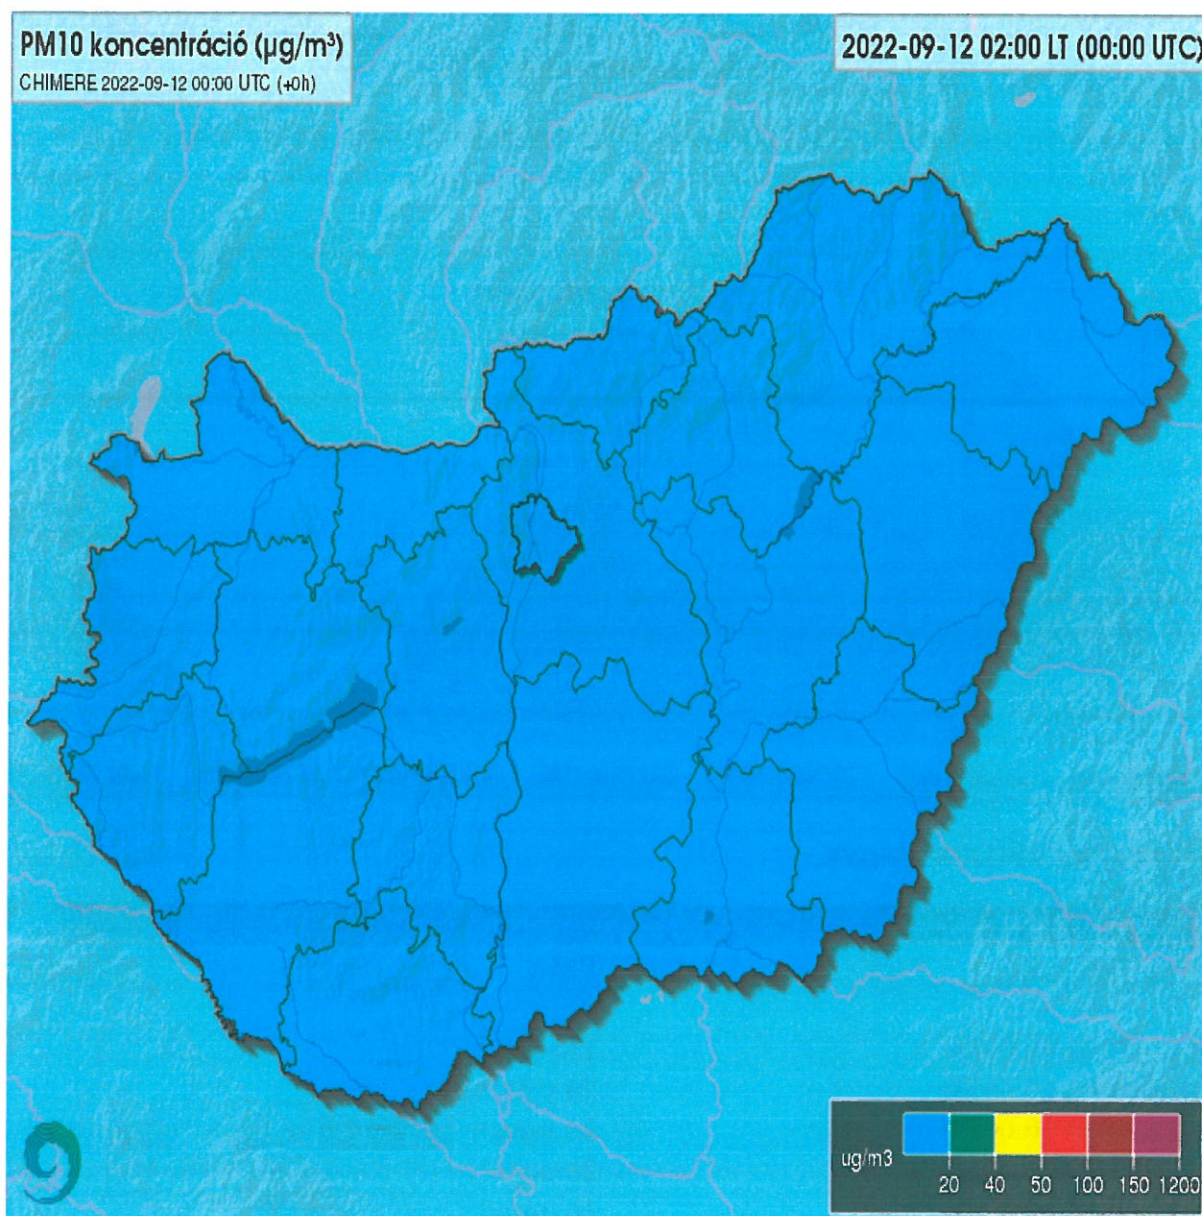 PM10 koncentráció (µg/m³)
CHIMERE 2022-09-12 00:00 UTC (+0h)
2022-09-12 02:00 LT (00:00 UTC)
ug/m3
20 40 50 100 150 1200